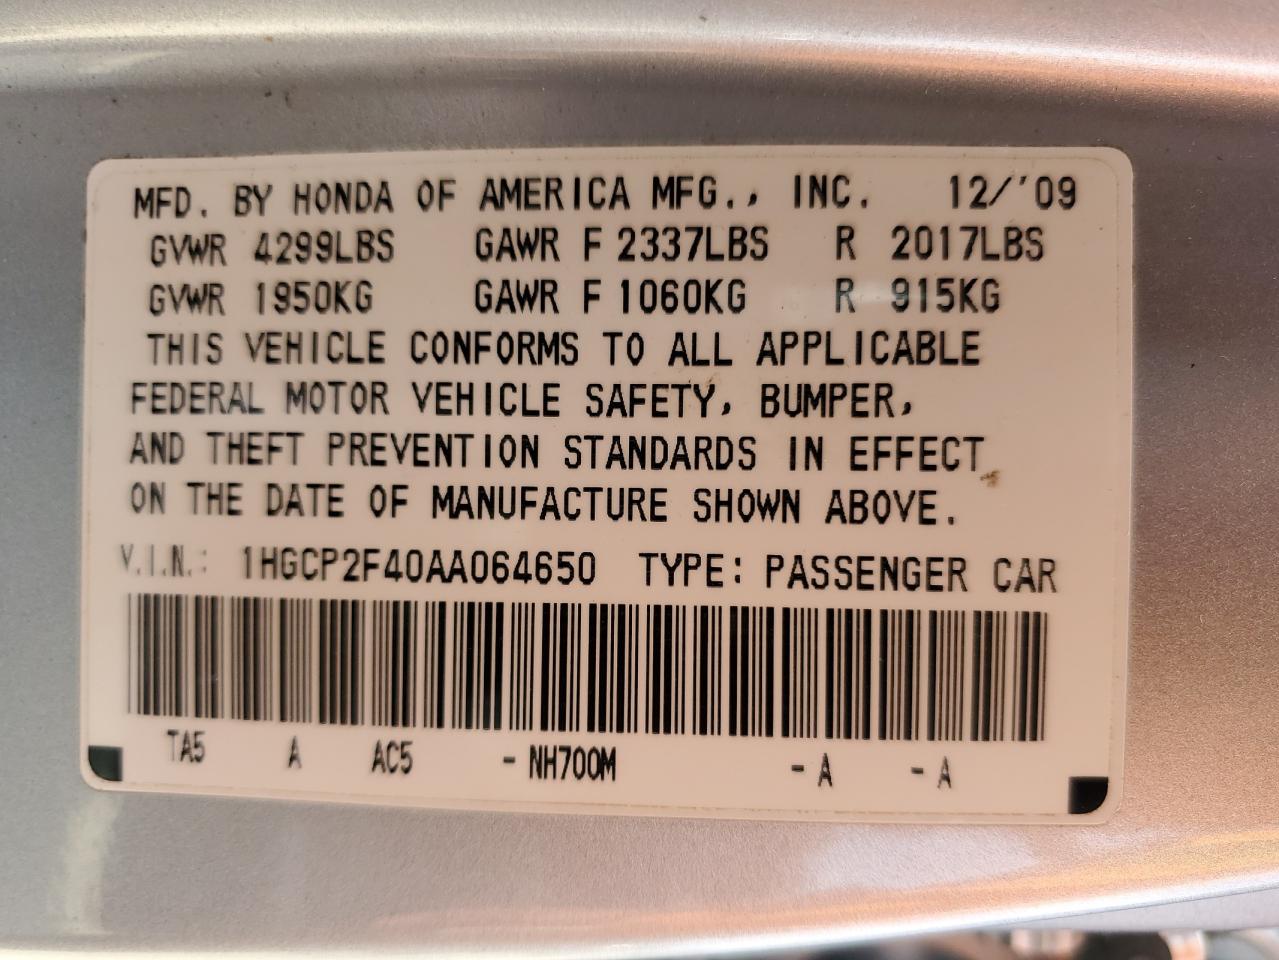 MFD. BY HONDA OF AMERICA MFG., INC. 12/'09
GVWR 4299LBS GAWR F 2337LBS R 2017LBS
GVWR 1950KG GAWR F 1060KG R 915KG
THIS VEHICLE CONFORMS TO ALL APPLICABLE
FEDERAL MOTOR VEHICLE SAFETY, BUMPER,
AND THEFT PREVENTION STANDARDS IN EFFECT
ON THE DATE OF MANUFACTURE SHOWN ABOVE.
V.I.N.: 1HGCP2F40AA064650 TYPE: PASSENGER CAR
TA5 A AC5 - NH700M - A - A